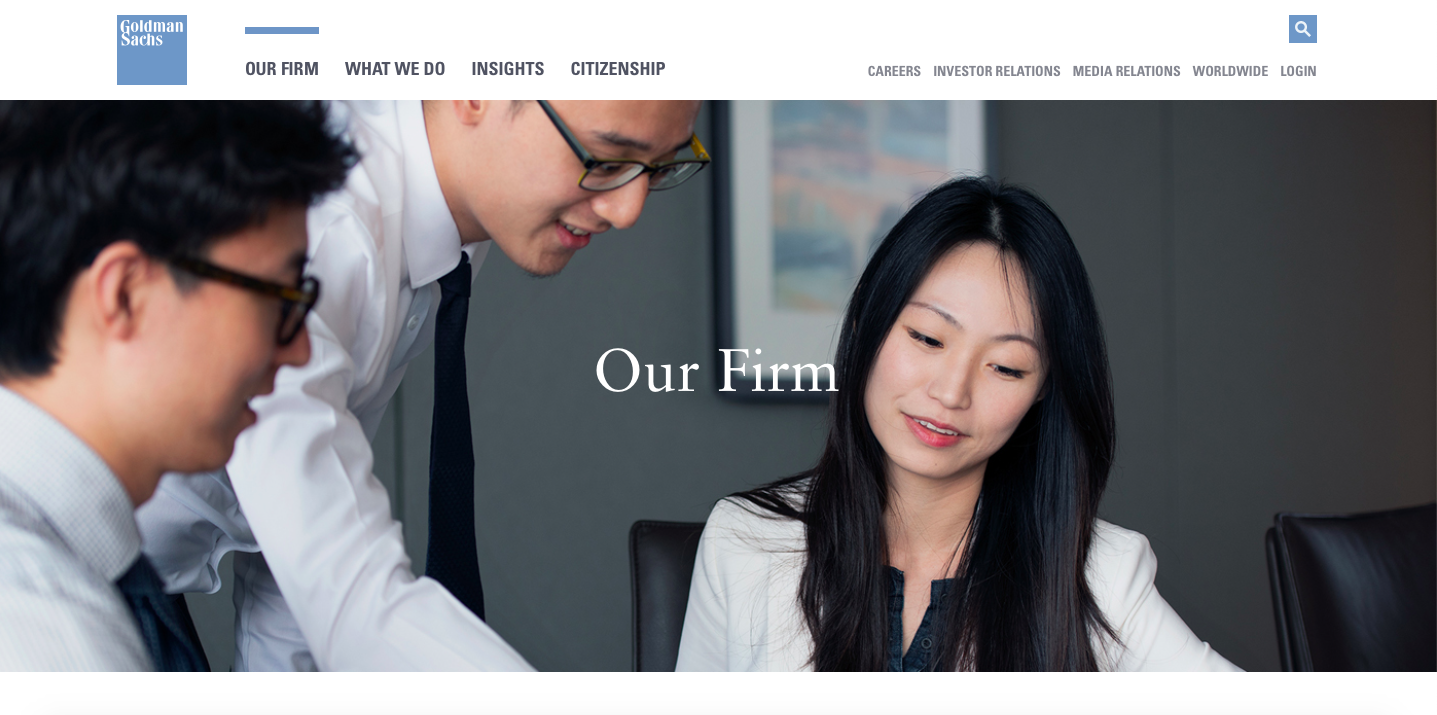 Goldman
Sachs
OUR FIRM
WHAT WE DO
INSIGHTS
CITIZENSHIP
CAREERS
INVESTOR RELATIONS
MEDIA RELATIONS
WORLDWIDE
LOGIN
Our Firm